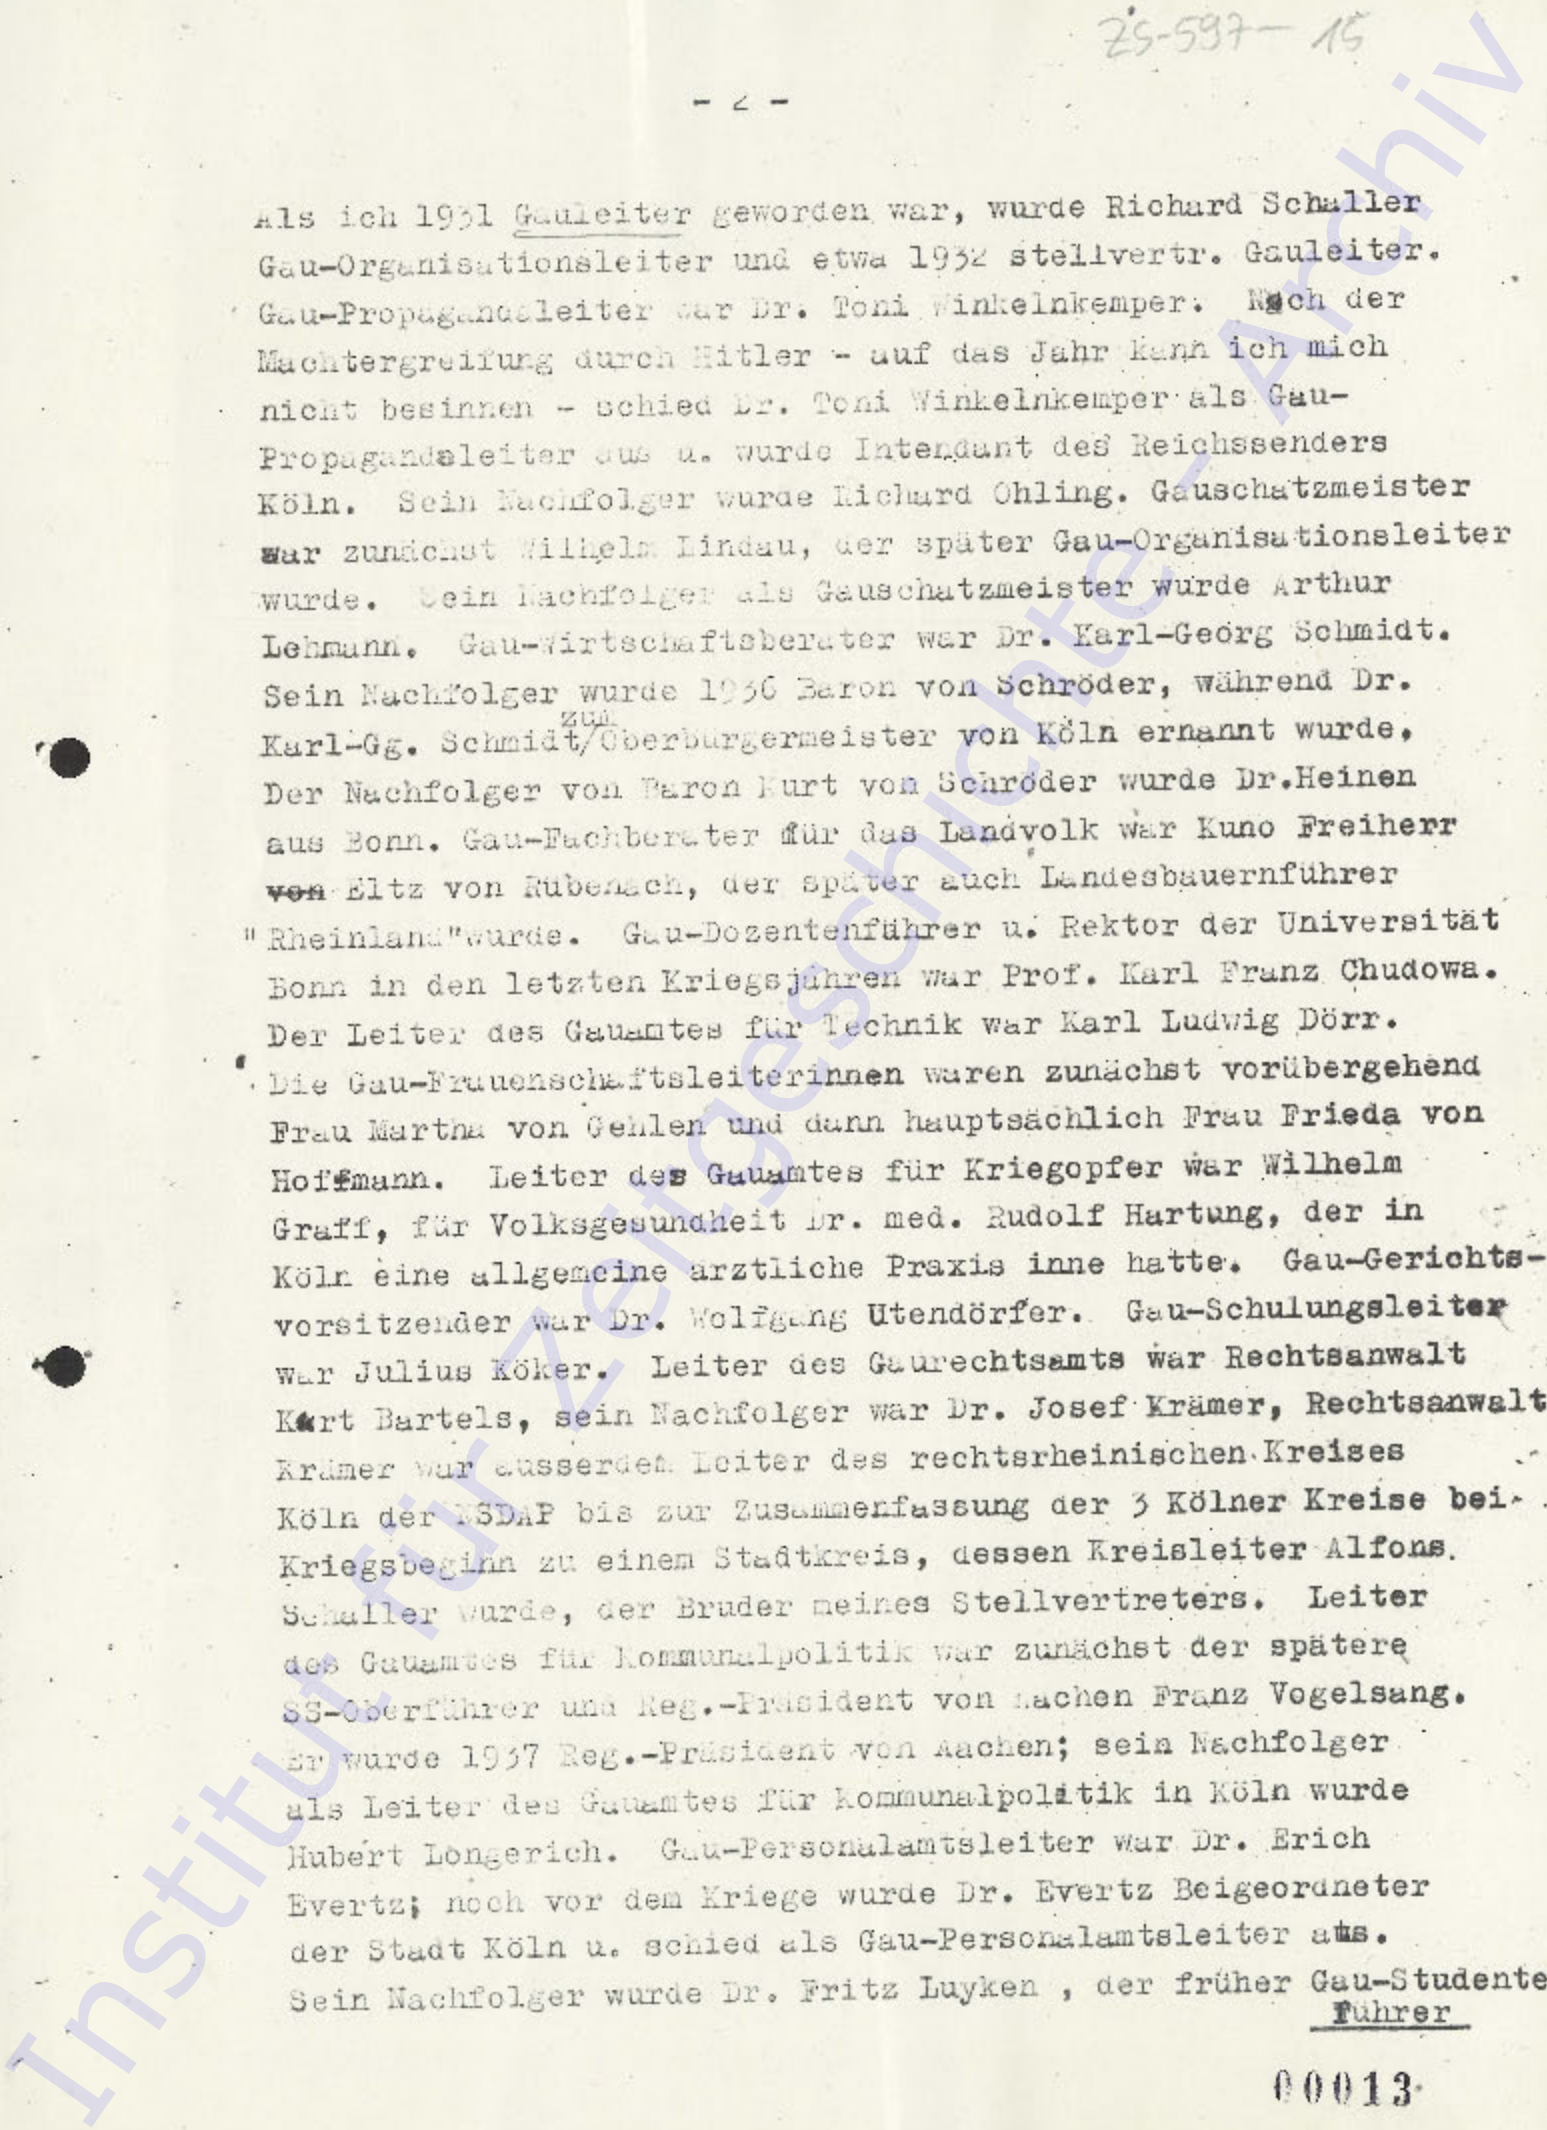 ZS-597- 15
- 2 -
Als ich 1931 Gauleiter geworden war, wurde Richard Schaller
Gau-Organisationsleiter und etwa 1932 stellvertr. Gauleiter.
Gau-Propagandaleiter war Dr. Toni Winkelnkemper. Nach der
Machtergreifung durch Hitler - auf das Jahr kann ich mich
nicht besinnen - schied Dr. Toni Winkelnkemper als Gau-
Propagandaleiter aus u. wurde Intendant des Reichssenders
Köln. Sein Nachfolger wurde Richard Ohling. Gauschatzmeister
war zunächst Wilhelm Lindau, der später Gau-Organisationsleiter
wurde. Sein Nachfolger als Gauschatzmeister wurde Arthur
Lehmann. Gau-Wirtschaftsberater war Dr. Karl-Georg Schmidt.
Sein Nachfolger wurde 1936 Baron von Schröder, während Dr.
zum
Karl-Gg. Schmidt/Oberbürgermeister von Köln ernannt wurde.
Der Nachfolger von Baron Kurt von Schröder wurde Dr.Heinen
aus Bonn. Gau-Fachberater für das Landvolk war Kuno Freiherr
von Eltz von Rübenach, der später auch Landesbauernführer
"Rheinland"wurde. Gau-Dozentenführer u. Rektor der Universität
Bonn in den letzten Kriegsjahren war Prof. Karl Franz Chudowa.
Der Leiter des Gauamtes für Technik war Karl Ludwig Dörr.
Die Gau-Frauenschaftsleiterinnen waren zunächst vorübergehend
Frau Martha von Gehlen und dann hauptsächlich Frau Frieda von
Hoffmann. Leiter des Gauamtes für Kriegopfer war Wilhelm
Graff, für Volksgesundheit Dr. med. Rudolf Hartung, der in
Köln eine allgemeine ärztliche Praxis inne hatte. Gau-Gerichts-
vorsitzender war Dr. Wolfgang Utendörfer. Gau-Schulungsleiter
war Julius Köker. Leiter des Gaurechtsamts war Rechtsanwalt
Kurt Bartels, sein Nachfolger war Dr. Josef Krämer, Rechtsanwalt
Krämer war ausserdem Leiter des rechtsrheinischen Kreises
Köln der NSDAP bis zur Zusammenfassung der 3 Kölner Kreise bei
Kriegsbeginn zu einem Stadtkreis, dessen Kreisleiter Alfons
Schaller wurde, der Bruder meines Stellvertreters. Leiter
des Gauamtes für Kommunalpolitik war zunächst der spätere
SS-Oberführer und Reg.-Präsident von Aachen Franz Vogelsang.
Er wurde 1937 Reg.-Präsident von Aachen; sein Nachfolger
als Leiter des Gauamtes für Kommunalpolitik in Köln wurde
Hubert Longerich. Gau-Personalamtsleiter war Dr. Erich
Evertz; noch vor dem Kriege wurde Dr. Evertz Beigeordneter
der Stadt Köln u. schied als Gau-Personalamtsleiter aus.
Sein Nachfolger wurde Dr. Fritz Luyken , der früher Gau-Studente
Führer
00013
Institut für Zeitgeschichte - Archiv